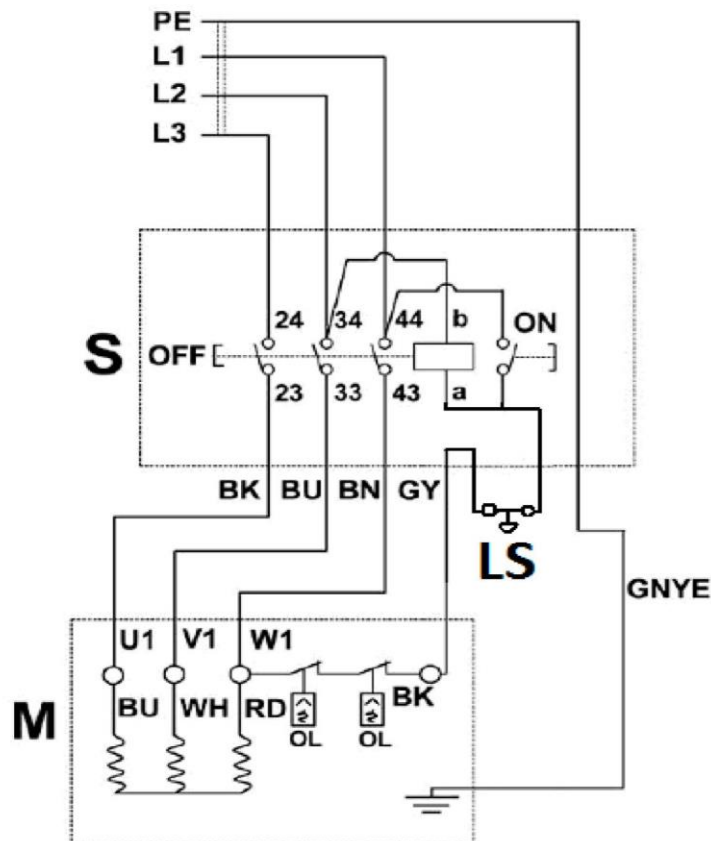 PE
L1
L2
L3
24 34 44 b ON
S OFF
23 33 43 a
BK BU BN GY
LS
GNYE
U1 V1 W1
M BU WH RD BK
OL OL